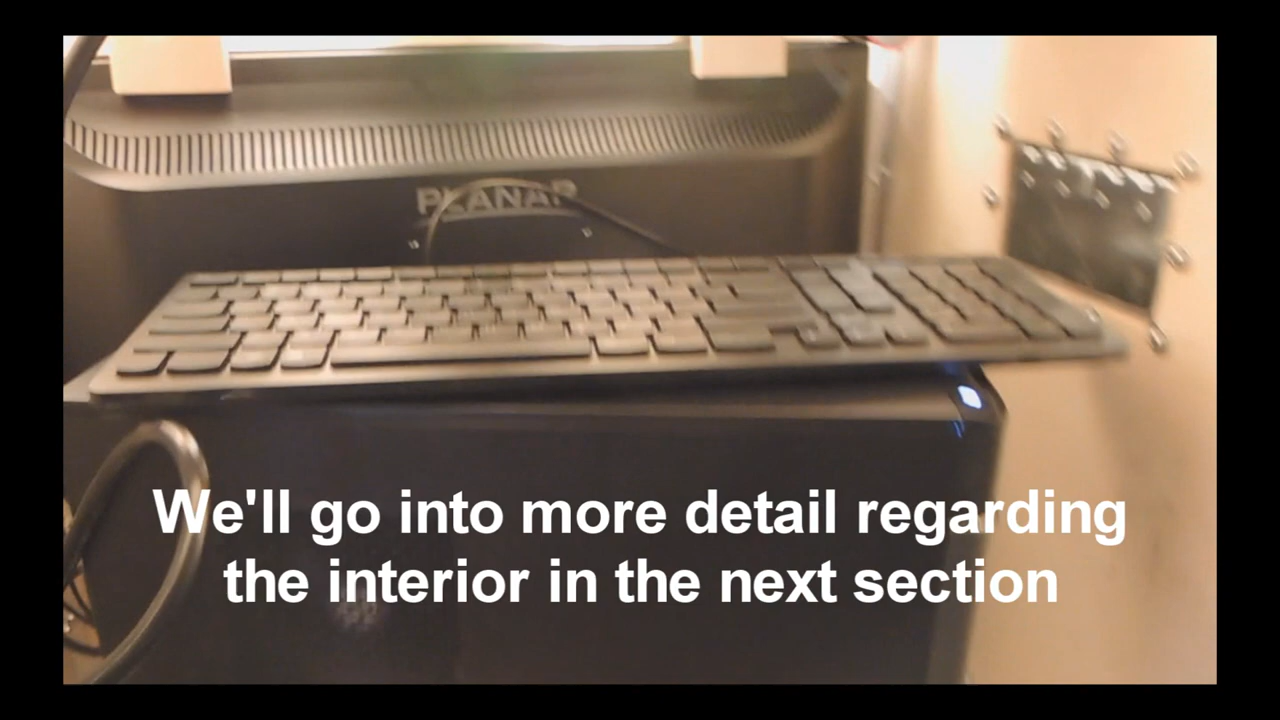 PLANAR
We'll go into more detail regarding
the interior in the next section